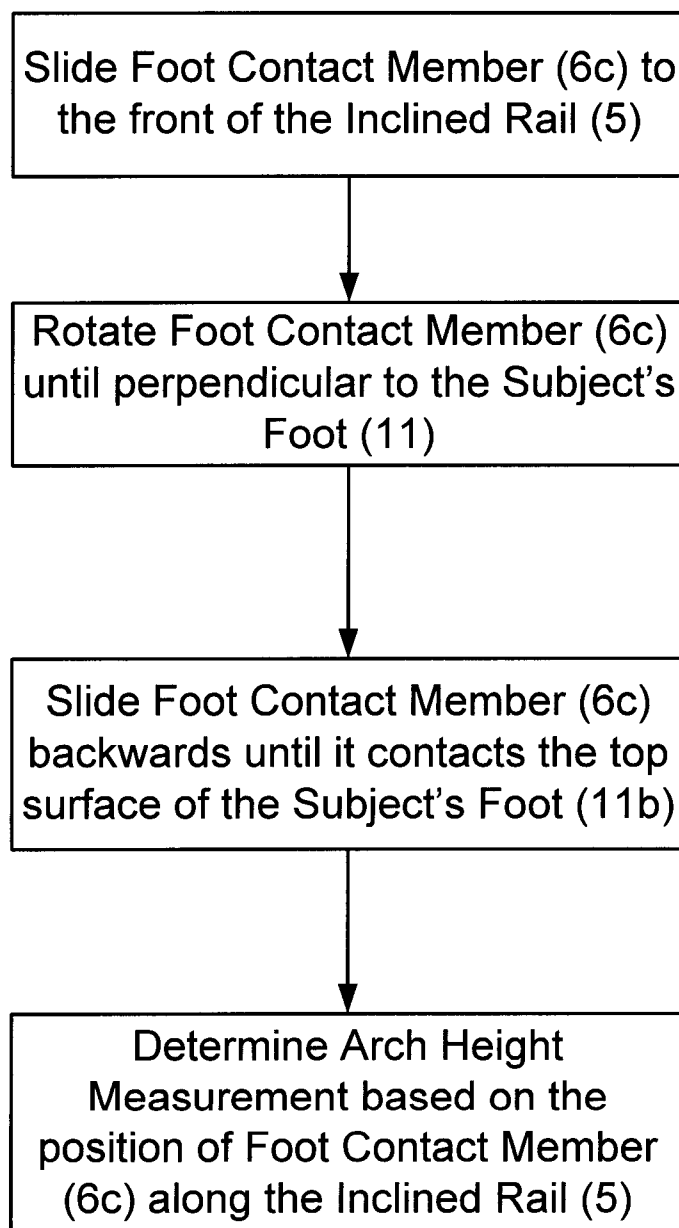 Slide Foot Contact Member (6c) to
the front of the Inclined Rail (5)
Rotate Foot Contact Member (6c)
until perpendicular to the Subject's
Foot (11)
Slide Foot Contact Member (6c)
backwards until it contacts the top
surface of the Subject's Foot (11b)
Determine Arch Height
Measurement based on the
position of Foot Contact Member
(6c) along the Inclined Rail (5)